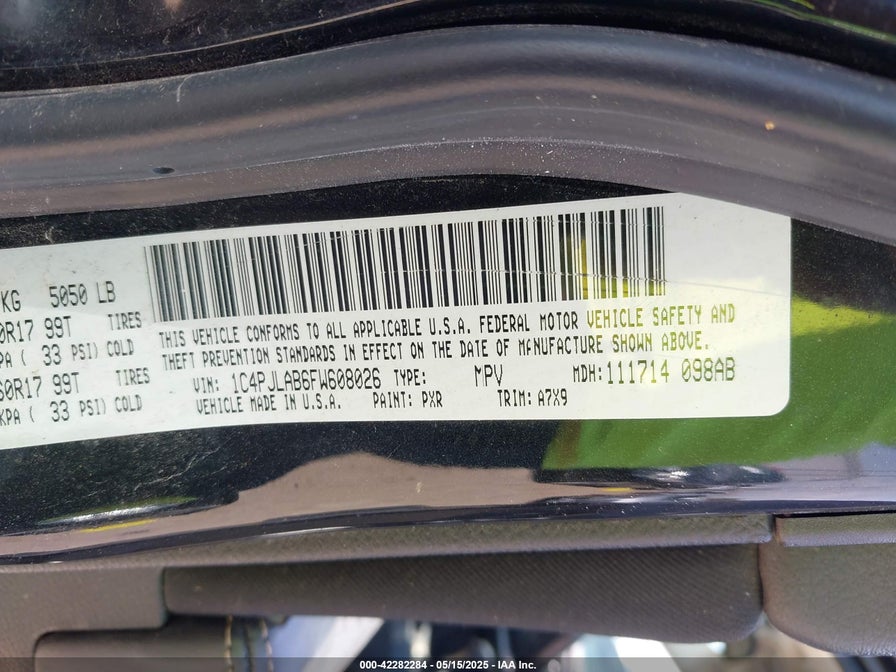 KG 5050 LB
0R17 99T TIRES
PA ( 33 PSI) COLD
0R17 99T TIRES
KPA ( 33 PSI) COLD
THIS VEHICLE CONFORMS TO ALL APPLICABLE U.S.A. FEDERAL MOTOR VEHICLE SAFETY AND
THEFT PREVENTION STANDARDS IN EFFECT ON THE DATE OF MANUFACTURE SHOWN ABOVE.
VIN: 1C4PJLAB6FW608026 TYPE: MPV MDH:111714 098AB
VEHICLE MADE IN U.S.A. PAINT: PXR TRIM: A7X9
000-42282284 - 05/15/2025 - IAA Inc.